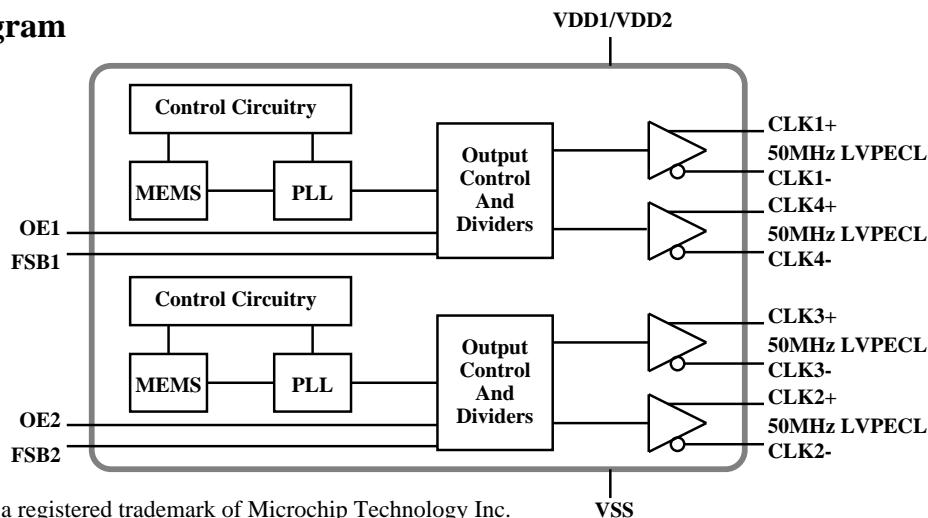 gram
VDD1/VDD2
Control Circuitry
MEMS
PLL
Output
Control
And
Dividers
CLK1+
50MHz LVPECL
CLK1-
CLK4+
50MHz LVPECL
CLK4-
OE1
FSB1
Control Circuitry
MEMS
PLL
Output
Control
And
Dividers
CLK3+
50MHz LVPECL
CLK3-
CLK2+
50MHz LVPECL
CLK2-
OE2
FSB2
VSS
a registered trademark of Microchip Technology Inc.